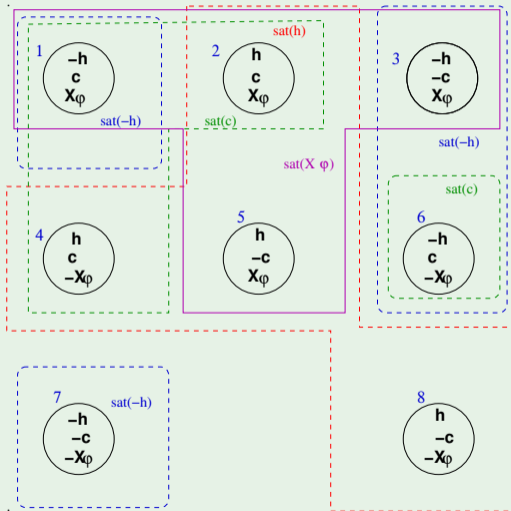 sat(h)
1
2
3
−h
c
Xφ
h
c
Xφ
−h
−c
Xφ
sat(−h)
sat(c)
sat(−h)
sat(X φ)
sat(c)
4
5
6
h
c
−Xφ
h
−c
Xφ
−h
c
−Xφ
7
sat(−h)
8
−h
−c
−Xφ
h
−c
−Xφ